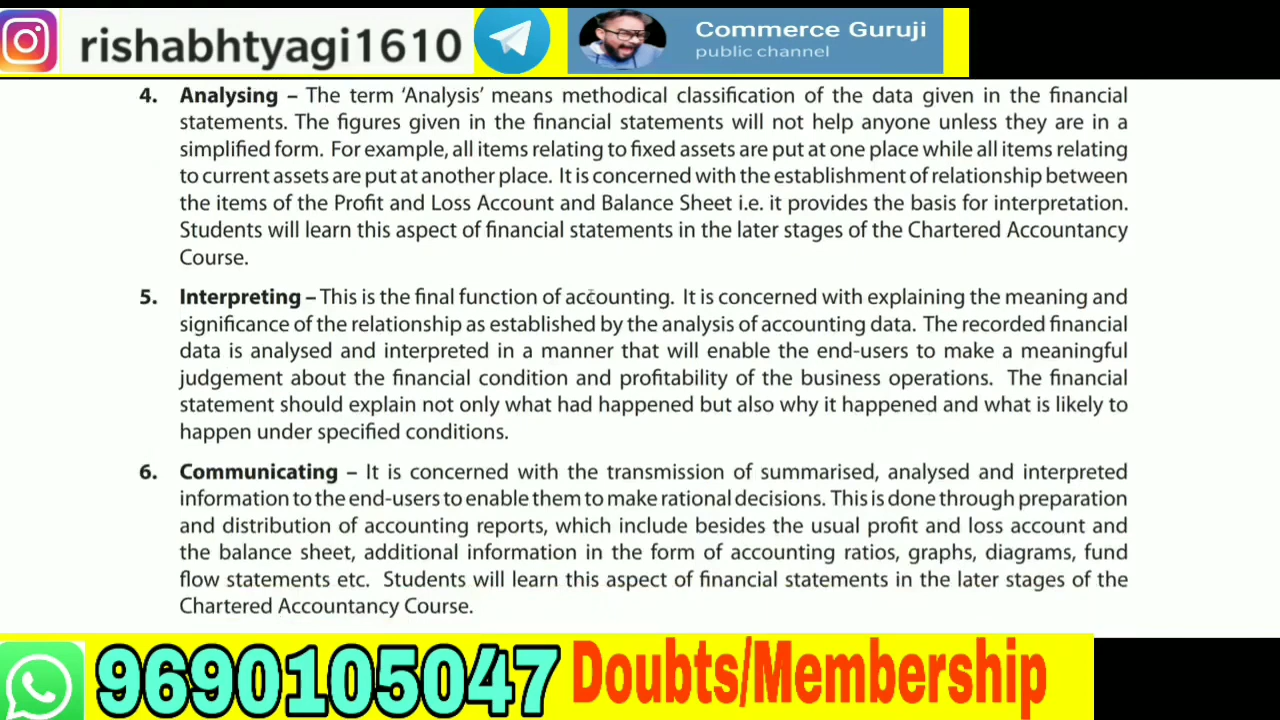 rishabhtyagi1610
Commerce Guruji
public channel
4. Analysing – The term ‘Analysis’ means methodical classification of the data given in the financial
statements. The figures given in the financial statements will not help anyone unless they are in a
simplified form. For example, all items relating to fixed assets are put at one place while all items relating
to current assets are put at another place. It is concerned with the establishment of relationship between
the items of the Profit and Loss Account and Balance Sheet i.e. it provides the basis for interpretation.
Students will learn this aspect of financial statements in the later stages of the Chartered Accountancy
Course.
5. Interpreting – This is the final function of accounting. It is concerned with explaining the meaning and
significance of the relationship as established by the analysis of accounting data. The recorded financial
data is analysed and interpreted in a manner that will enable the end-users to make a meaningful
judgement about the financial condition and profitability of the business operations. The financial
statement should explain not only what had happened but also why it happened and what is likely to
happen under specified conditions.
6. Communicating – It is concerned with the transmission of summarised, analysed and interpreted
information to the end-users to enable them to make rational decisions. This is done through preparation
and distribution of accounting reports, which include besides the usual profit and loss account and
the balance sheet, additional information in the form of accounting ratios, graphs, diagrams, fund
flow statements etc. Students will learn this aspect of financial statements in the later stages of the
Chartered Accountancy Course.
9690105047 Doubts/Membership